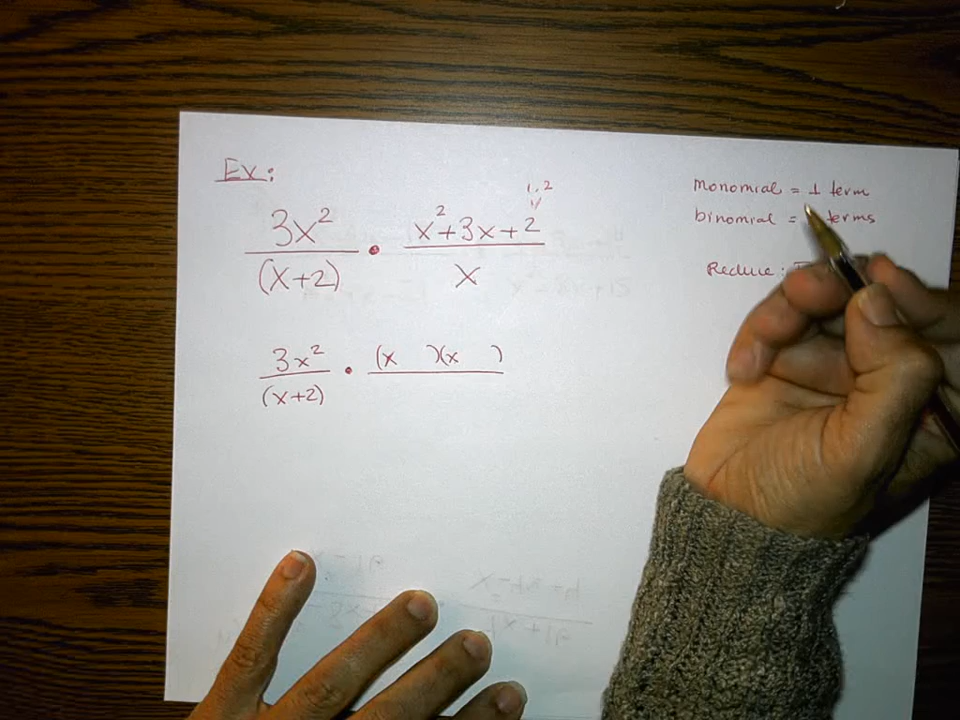 Ex:
1, 2
3x² / (x+2) • x²+3x+2 / x
3x² / (x+2) • (x )(x )
monomial = 1 term
binomial = terms
Reduce: